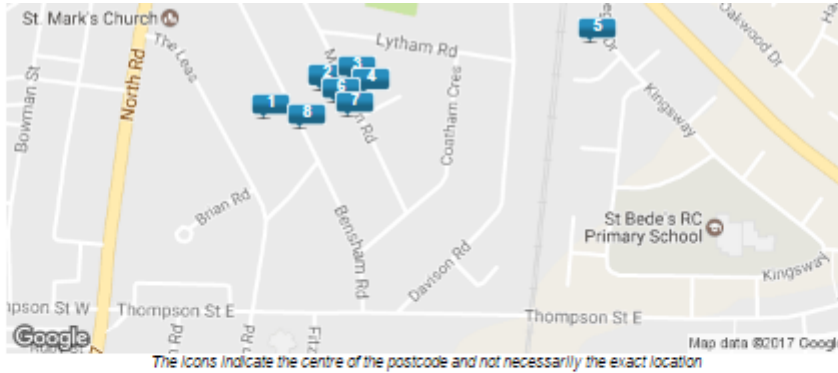 St. Mark's Church
The Leas
North Rd
Bowman St
Lytham Rd
Coatham Cres
Kingsway
Oakwood Dr
Dr
5
3
2
4
6
7
1
8
Brian Rd
Bensham Rd
Davison Rd
St Bede's RC
Primary School
Kingsway
Thompson St E
Thompson St E
Google
Map data ©2017 Google
The icons indicate the centre of the postcode and not necessarily the exact location